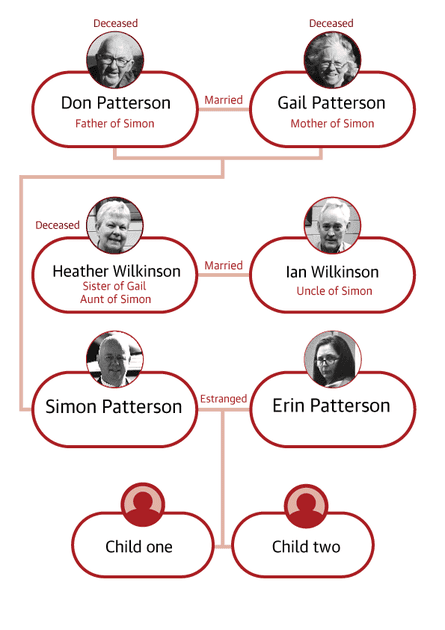 Deceased
Deceased
Don Patterson
Father of Simon
Married
Gail Patterson
Mother of Simon
Deceased
Heather Wilkinson
Sister of Gail
Aunt of Simon
Married
Ian Wilkinson
Uncle of Simon
Simon Patterson
Estranged
Erin Patterson
Child one
Child two